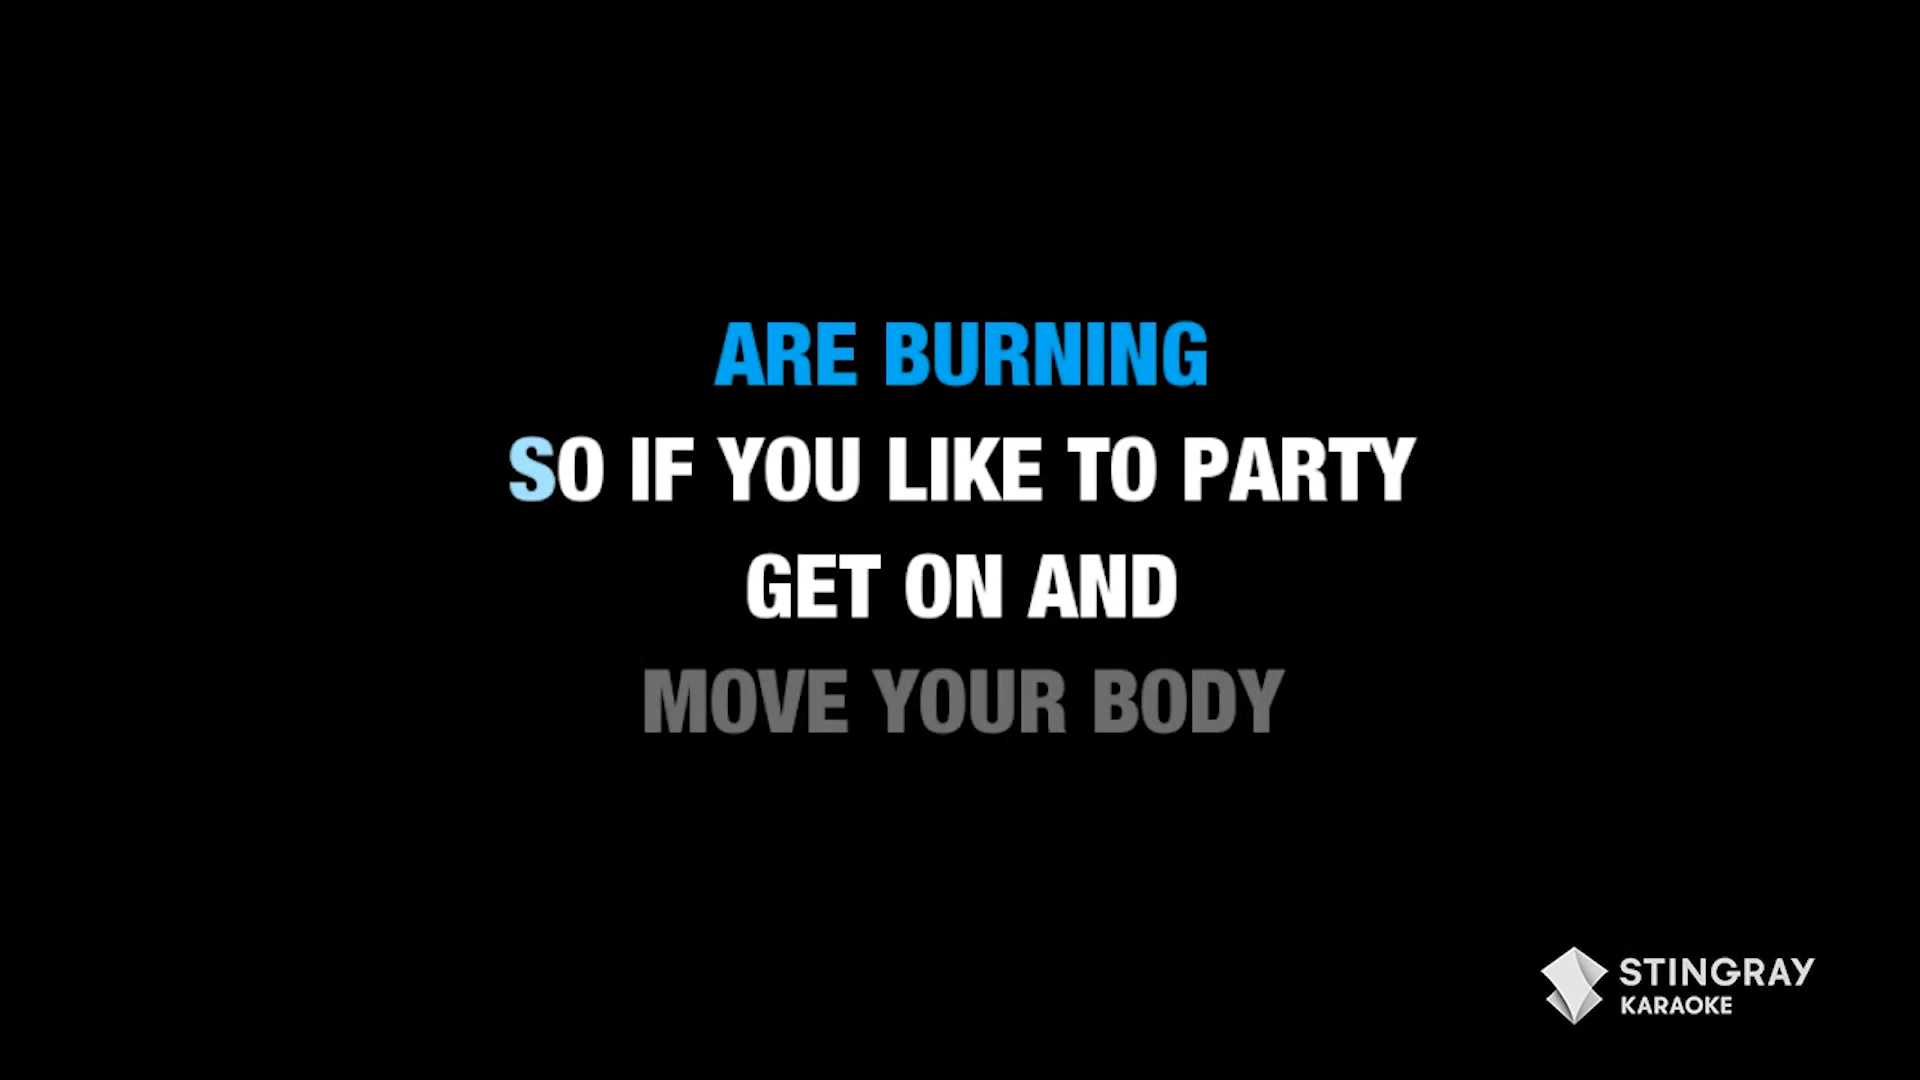 ARE BURNING
SO IF YOU LIKE TO PARTY
GET ON AND
MOVE YOUR BODY
STINGRAY
KARAOKE